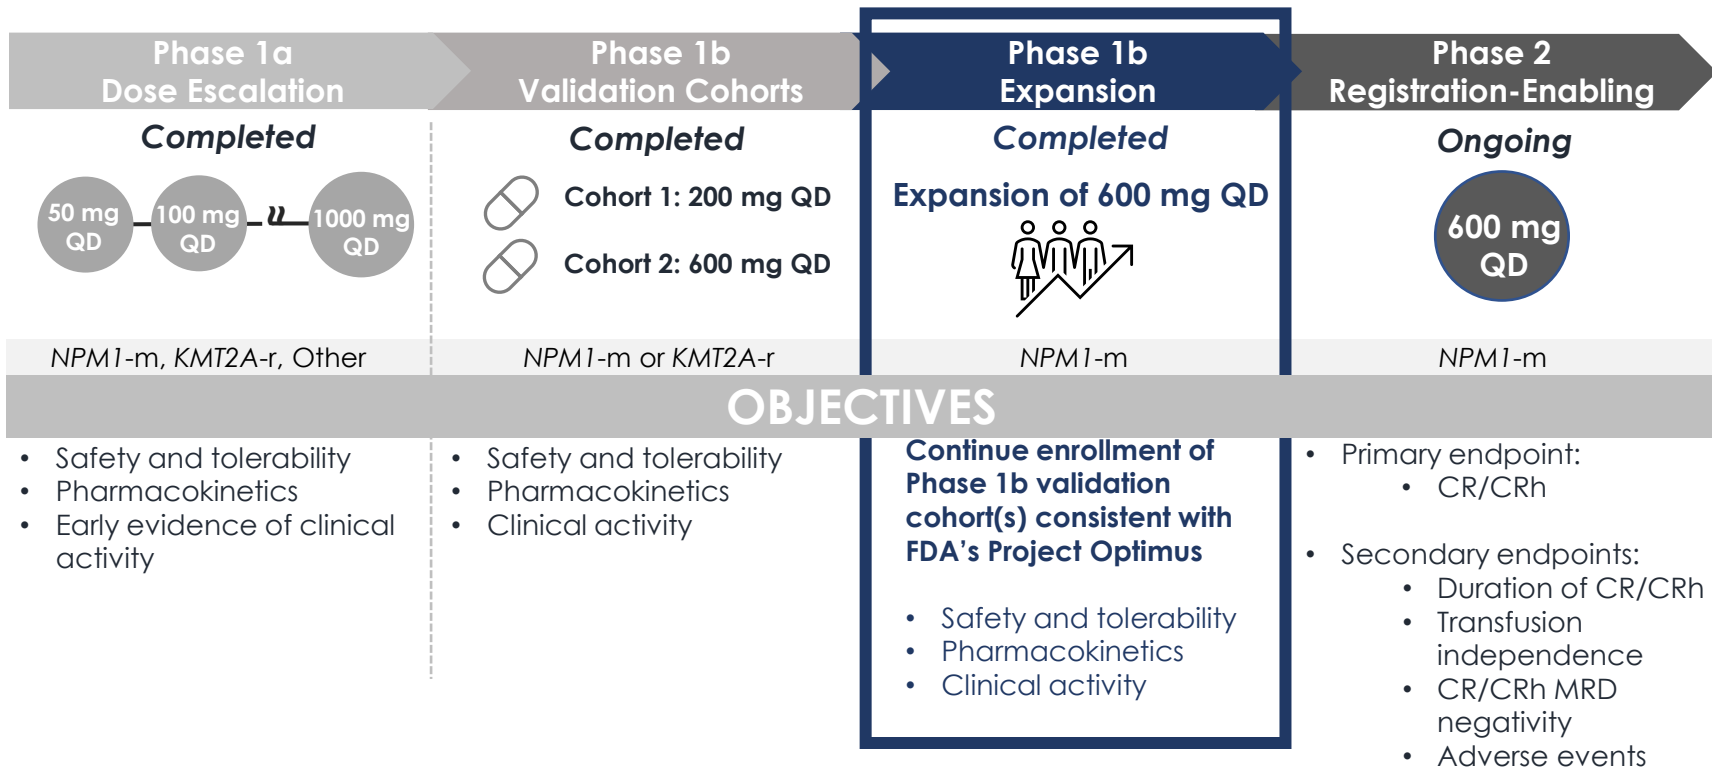 Phase 1a
Dose Escalation
Phase 1b
Validation Cohorts
Phase 1b
Expansion
Phase 2
Registration-Enabling
Completed
Completed
Completed
Ongoing
50 mg
QD
100 mg
QD
1000 mg
QD
Cohort 1: 200 mg QD
Cohort 2: 600 mg QD
Expansion of 600 mg QD
600 mg
QD
NPM1-m, KMT2A-r, Other
NPM1-m or KMT2A-r
NPM1-m
NPM1-m
OBJECTIVES
• Safety and tolerability
• Pharmacokinetics
• Early evidence of clinical
activity
• Safety and tolerability
• Pharmacokinetics
• Clinical activity
Continue enrollment of
Phase 1b validation
cohort(s) consistent with
FDA's Project Optimus
• Safety and tolerability
• Pharmacokinetics
• Clinical activity
• Primary endpoint:
• CR/CRh
• Secondary endpoints:
• Duration of CR/CRh
• Transfusion
independence
• CR/CRh MRD
negativity
• Adverse events